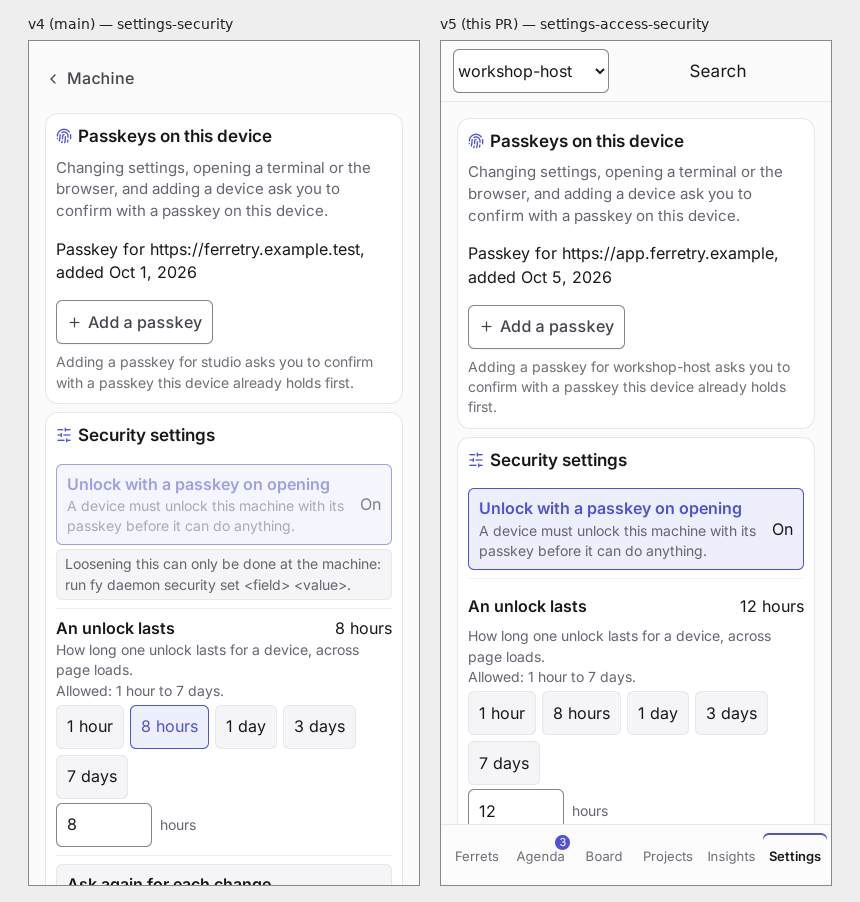 v4 (main) — settings-security
Machine
Passkeys on this device
Changing settings, opening a terminal or the
browser, and adding a device ask you to
confirm with a passkey on this device.
Passkey for https://ferretry.example.test,
added Oct 1, 2026
Add a passkey
Adding a passkey for studio asks you to confirm
with a passkey this device already holds first.
Security settings
Unlock with a passkey on opening
A device must unlock this machine with its
passkey before it can do anything.
On
Loosening this can only be done at the machine:
run fy daemon security set <field> <value>.
An unlock lasts
8 hours
How long one unlock lasts for a device, across
page loads.
Allowed: 1 hour to 7 days.
1 hour
8 hours
1 day
3 days
7 days
8
hours
Ask again for each change
v5 (this PR) — settings-access-security
workshop-host
Search
Passkeys on this device
Changing settings, opening a terminal or the
browser, and adding a device ask you to
confirm with a passkey on this device.
Passkey for https://app.ferretry.example,
added Oct 5, 2026
Add a passkey
Adding a passkey for workshop-host asks you to
confirm with a passkey this device already holds
first.
Security settings
Unlock with a passkey on opening
A device must unlock this machine with its
passkey before it can do anything.
On
An unlock lasts
12 hours
How long one unlock lasts for a device, across
page loads.
Allowed: 1 hour to 7 days.
1 hour
8 hours
1 day
3 days
7 days
12
hours
Ferrets
Agenda
3
Board
Projects
Insights
Settings